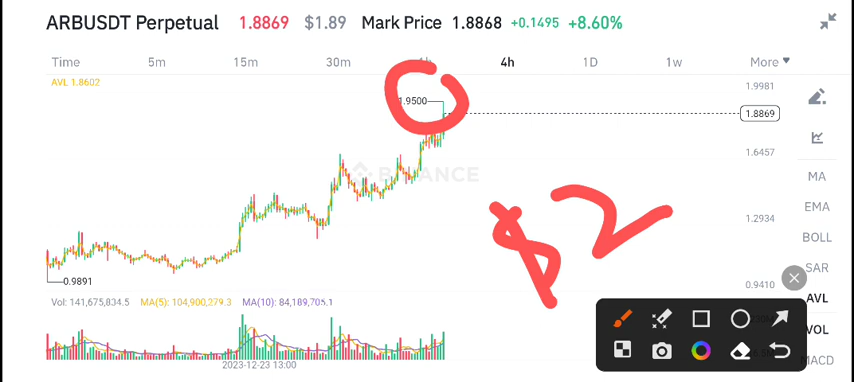 ARBUSDT Perpetual 1.8869 $1.89 Mark Price 1.8868 +0.1495 +8.60%
Time 5m 15m 30m 1h 4h 1D 1w More
AVL 1.8602
1.9981
1.9500
1.8869
1.6457
BINANCE
MA
EMA
$2
1.2934
BOLL
SAR
0.9891
0.9410
AVL
Vol: 141,675,834.5 MA(5): 104,900,279.3 MA(10): 84,189,705.1
VOL
MACD
2023-12-23 13:00